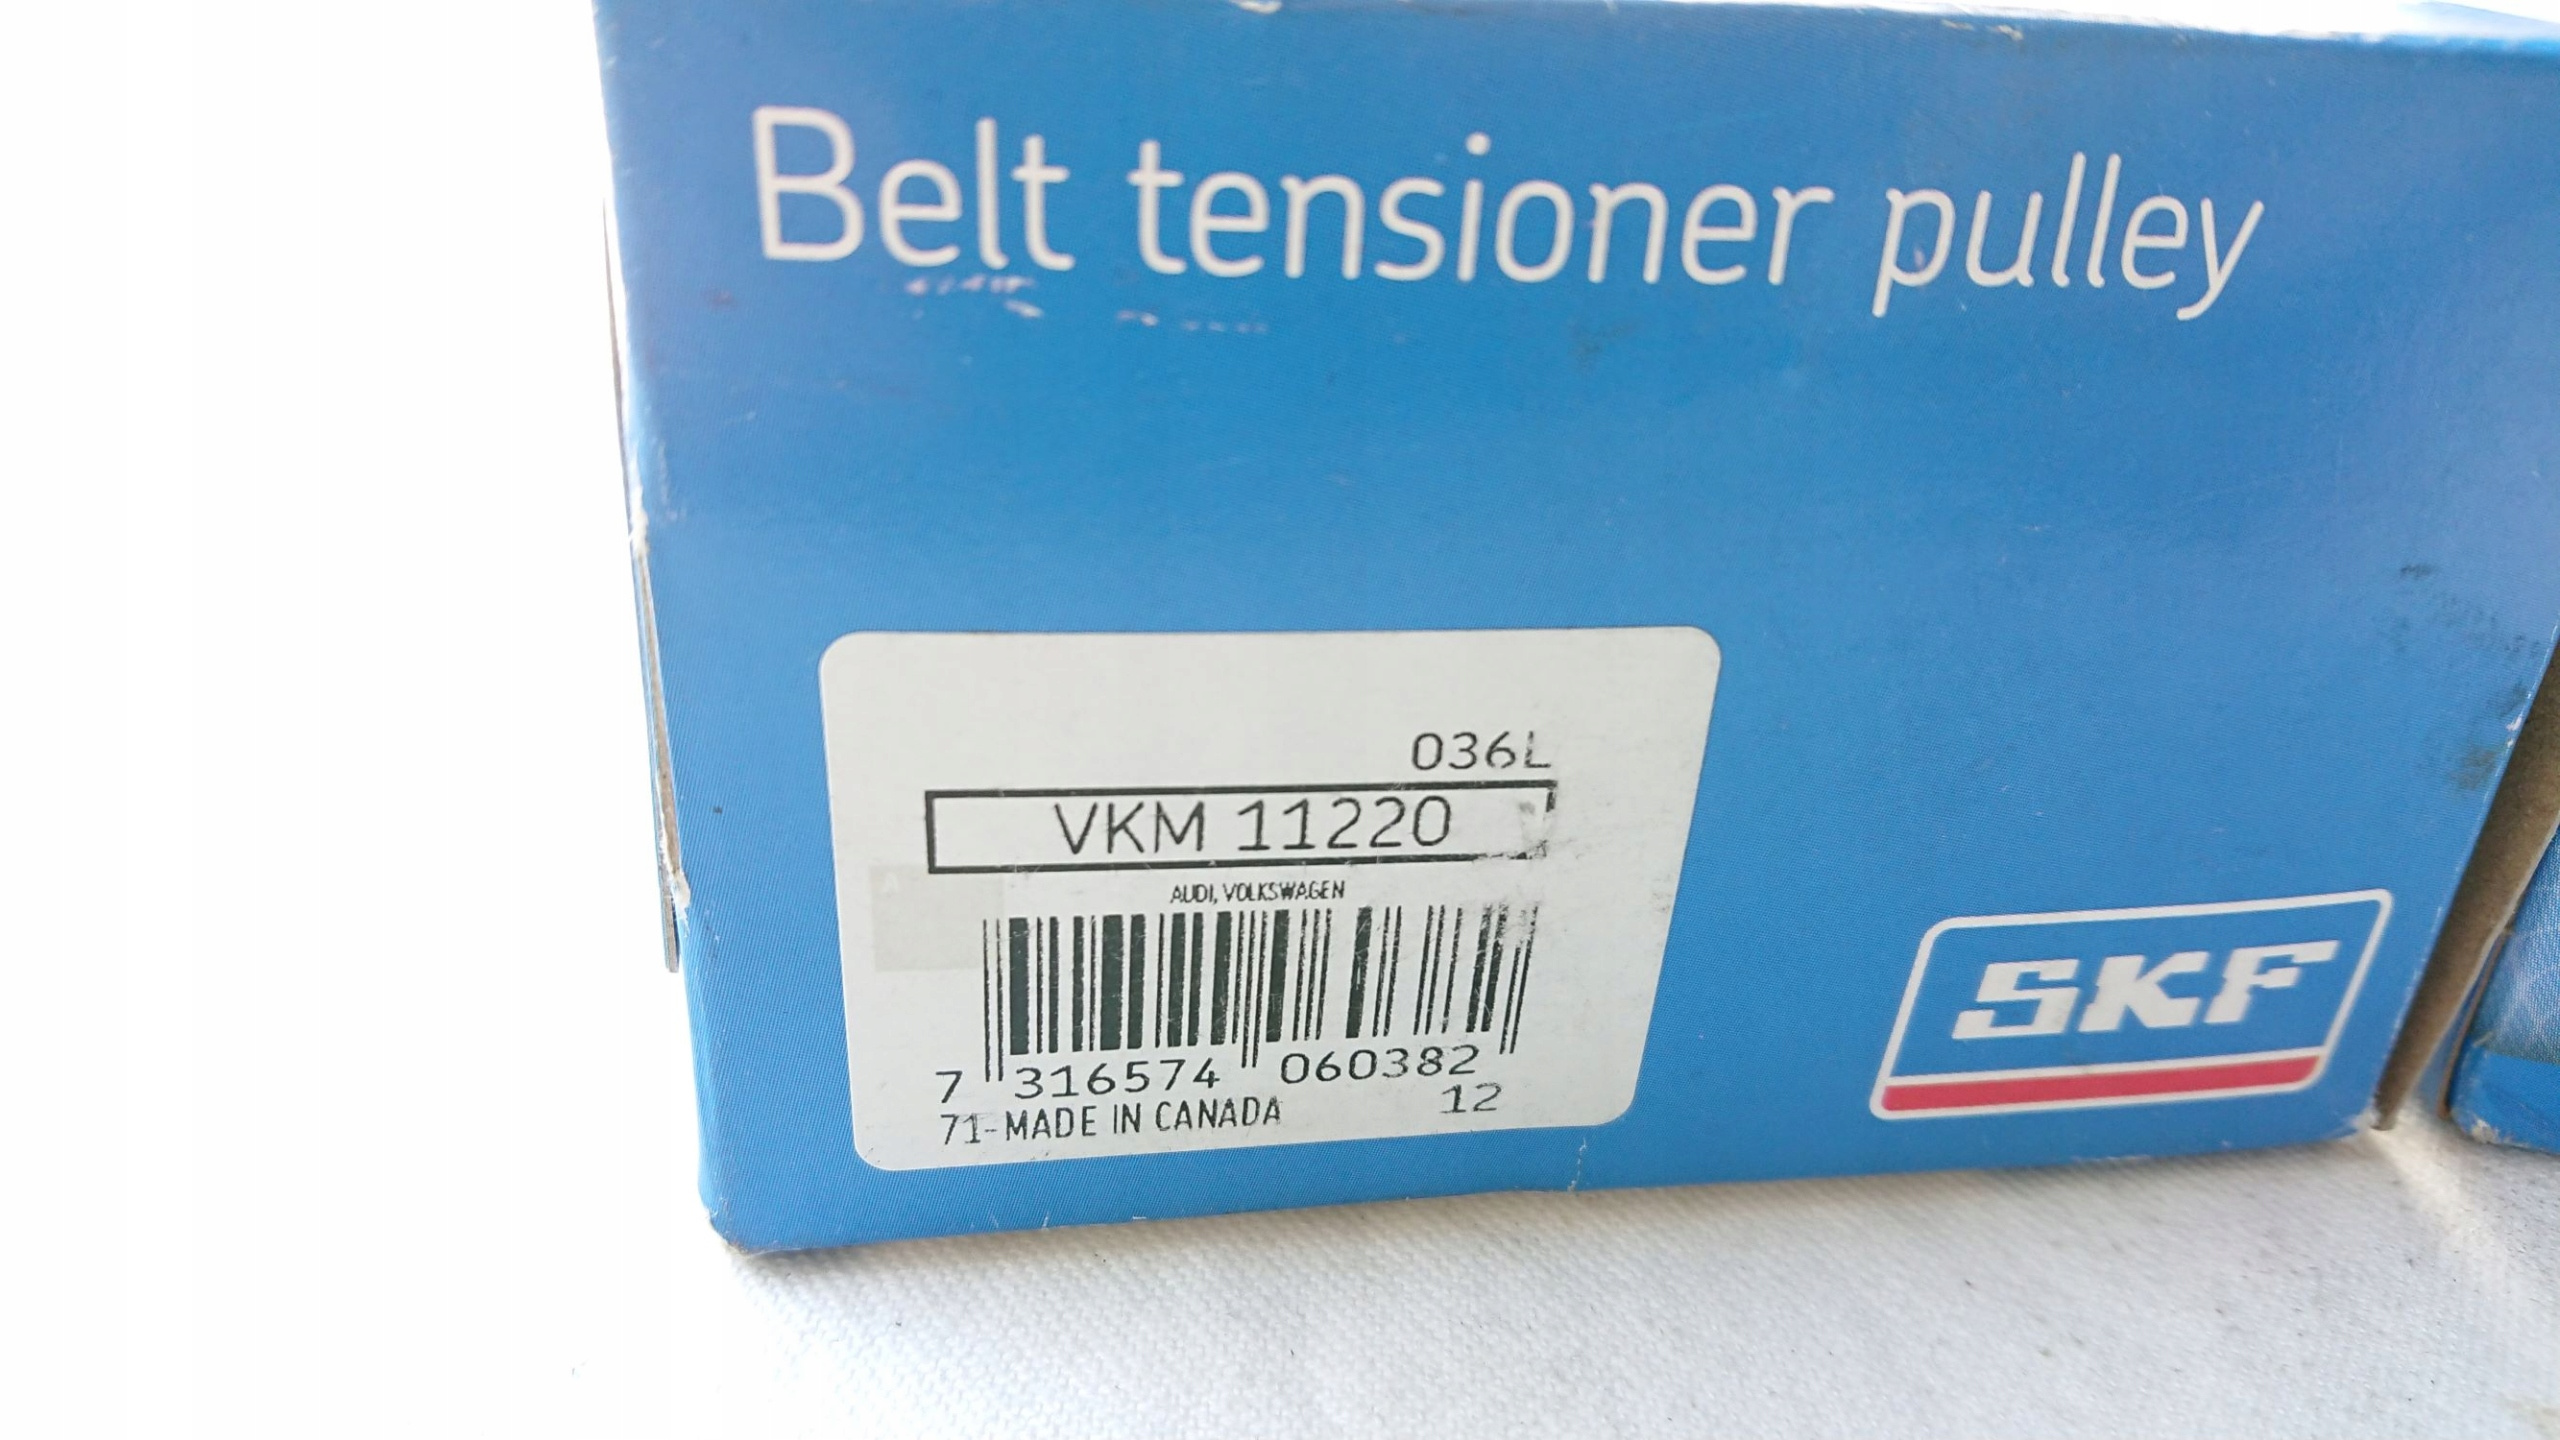 Belt tensioner pulley
036L
VKM 11220
AUDI, VOLKSWAGEN
7 316574 060382
71-MADE IN CANADA 12
SKF